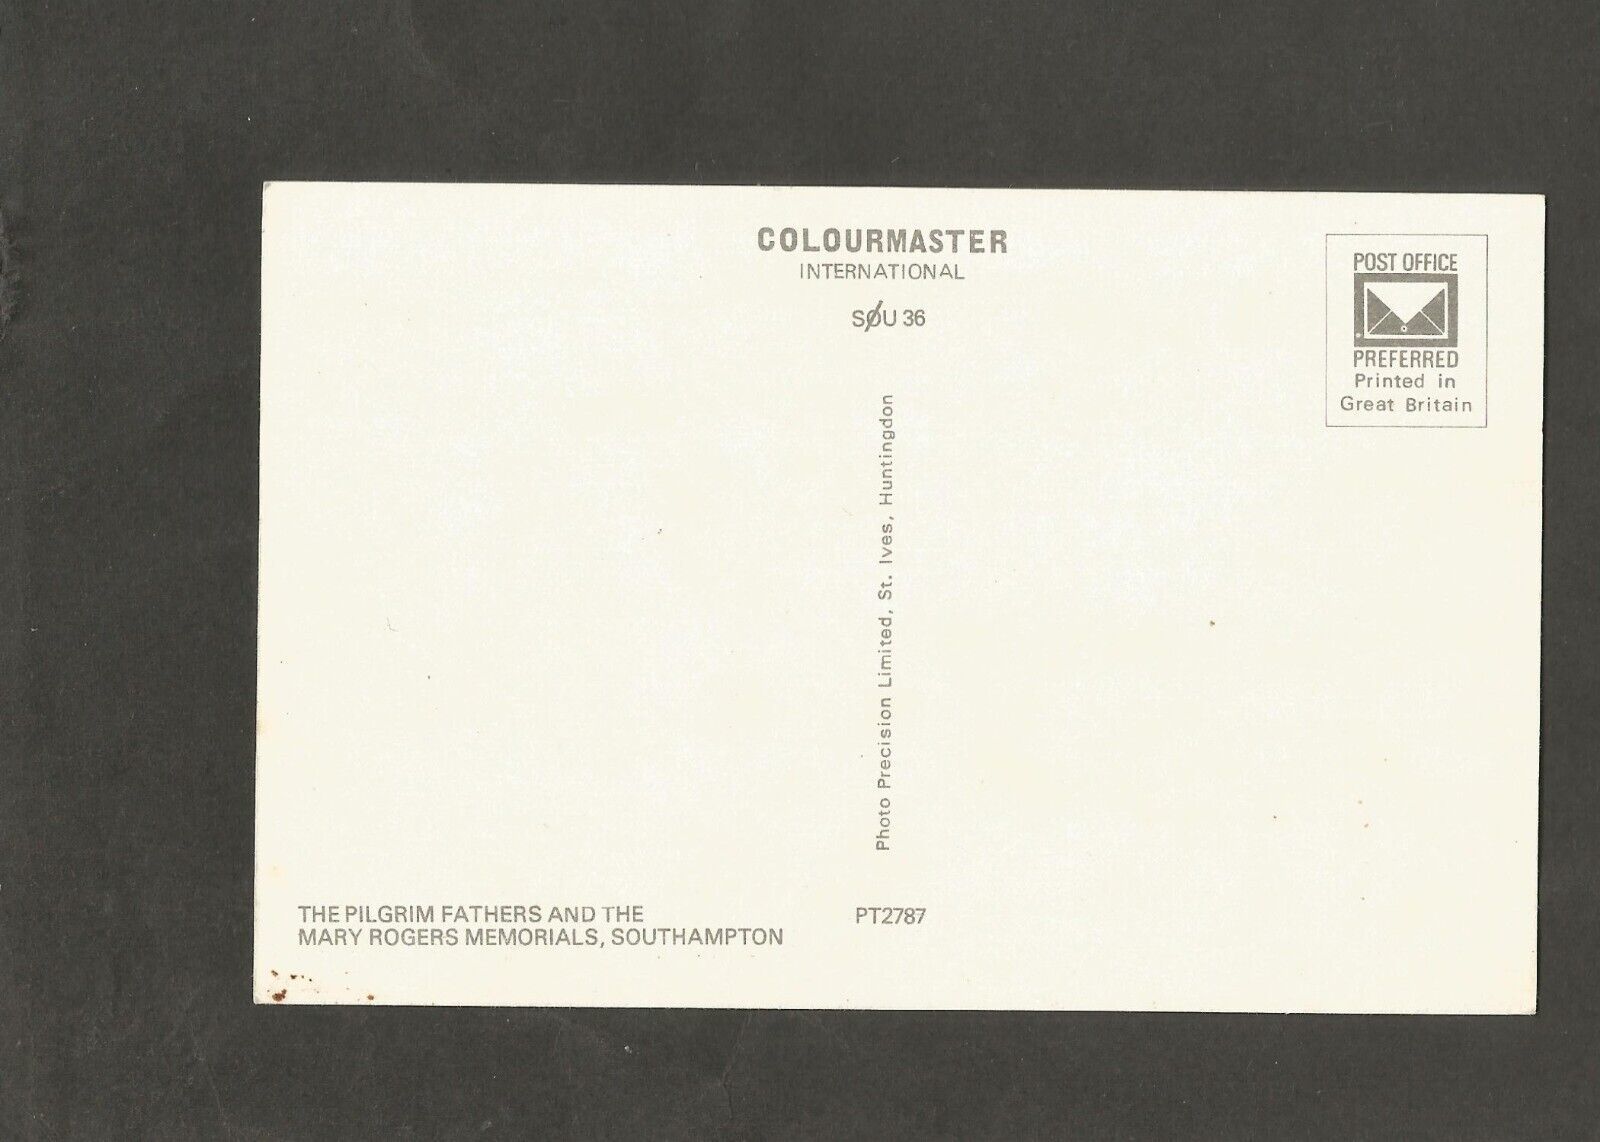 COLOURMASTER
INTERNATIONAL
SØU 36
POST OFFICE
PREFERRED
Printed in
Great Britain
Photo Precision Limited, St. Ives, Huntingdon
THE PILGRIM FATHERS AND THE
MARY ROGERS MEMORIALS, SOUTHAMPTON
PT2787